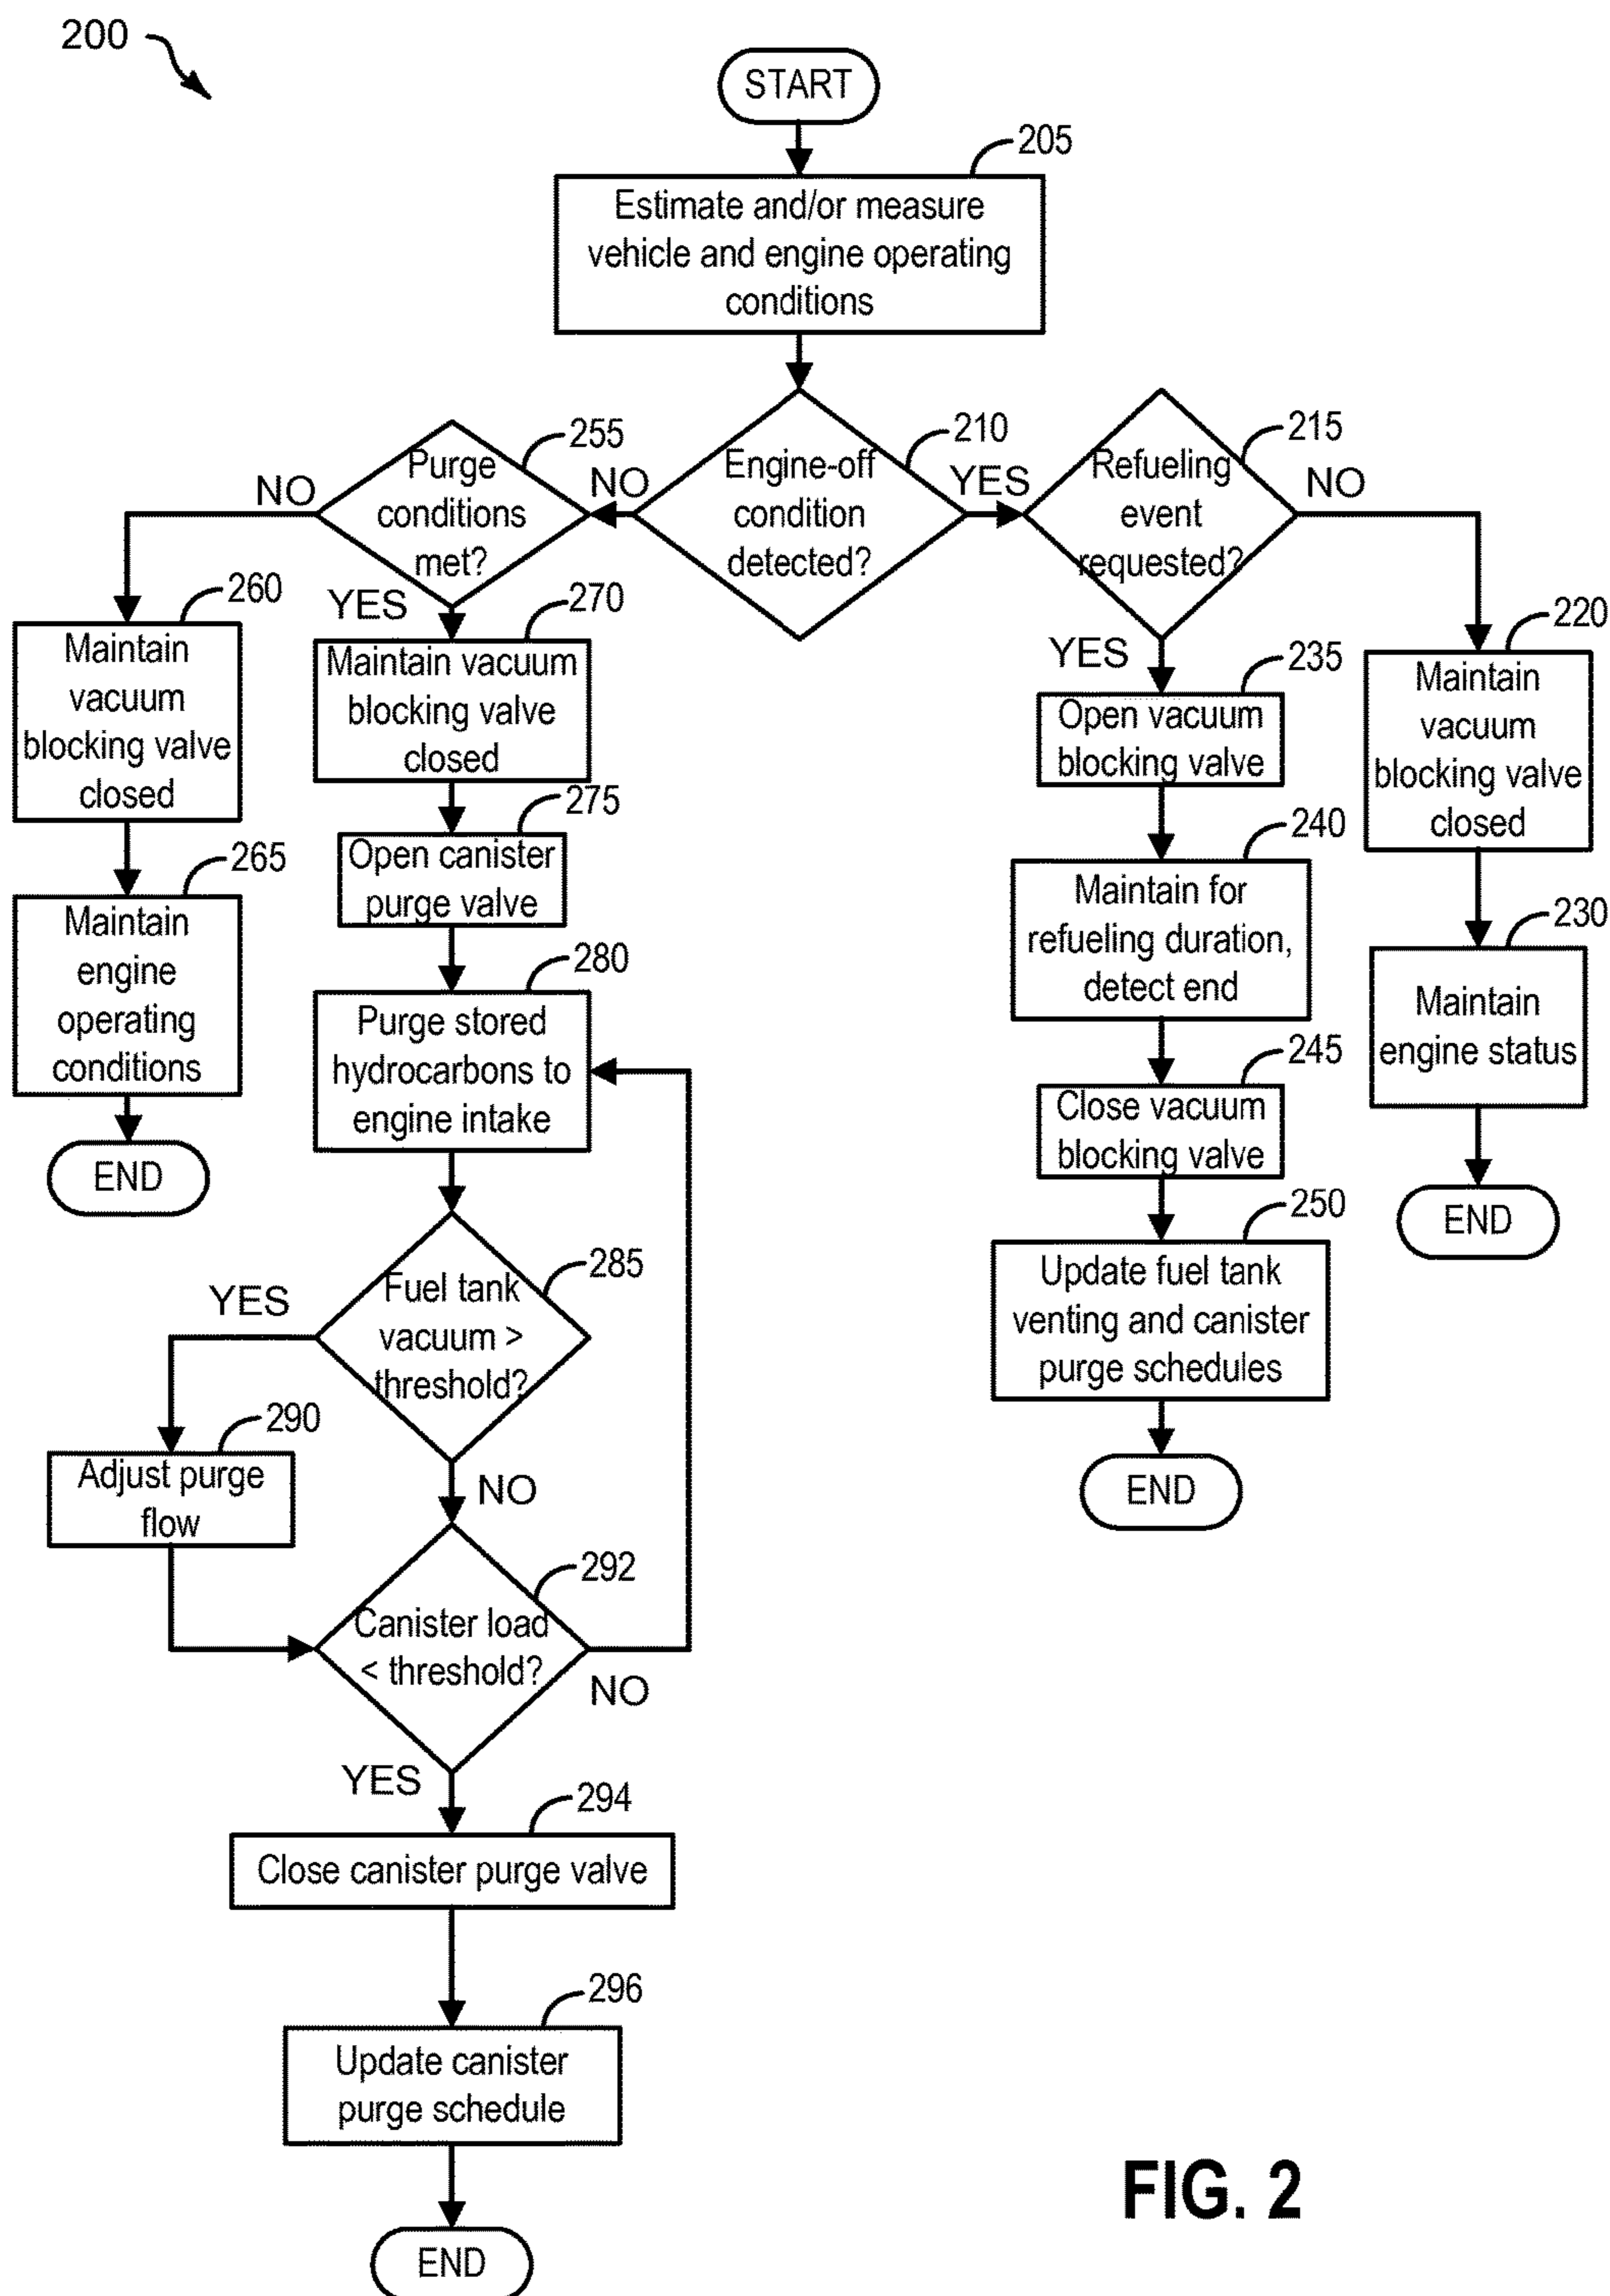 200
START
205
Estimate and/or measure
vehicle and engine operating
conditions
210
Engine-off
condition
detected?
NO
YES
255
Purge
conditions
met?
NO
YES
260
Maintain
vacuum
blocking valve
closed
265
Maintain
engine
operating
conditions
END
270
Maintain vacuum
blocking valve
closed
275
Open canister
purge valve
280
Purge stored
hydrocarbons to
engine intake
285
Fuel tank
vacuum >
threshold?
YES
NO
290
Adjust purge
flow
292
Canister load
< threshold?
NO
YES
294
Close canister purge valve
296
Update canister
purge schedule
END
215
Refueling
event
requested?
NO
YES
235
Open vacuum
blocking valve
240
Maintain for
refueling duration,
detect end
245
Close vacuum
blocking valve
250
Update fuel tank
venting and canister
purge schedules
END
220
Maintain
vacuum
blocking valve
closed
230
Maintain
engine status
END
FIG. 2